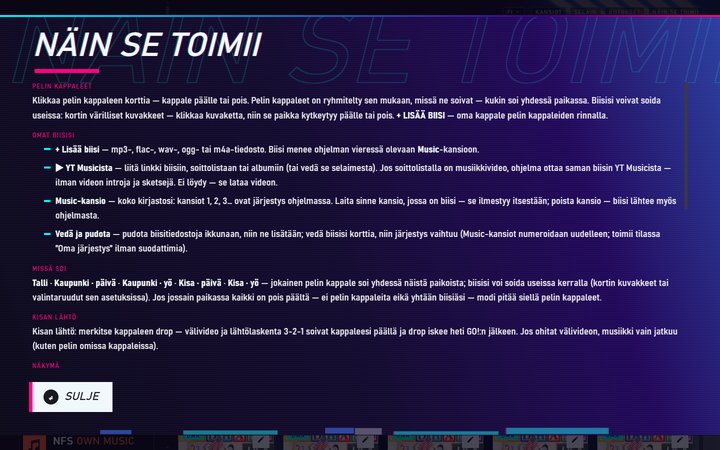 NÄIN SE TOIMII
PELIN KAPPALEET
Klikkaa pelin kappaleen korttia — kappale päälle tai pois. Pelin kappaleet on ryhmitelty sen mukaan, missä ne soivat — kukin soi yhdessä paikassa. Biisisi voivat soida
useissa: kortin värilliset kuvakkeet — klikkaa kuvaketta, niin se paikka kytkeytyy päälle tai pois. + LISÄÄ BIISI — oma kappale pelin kappaleiden rinnalla.
OMAT BIISISI
+ Lisää biisi — mp3-, flac-, wav-, ogg- tai m4a-tiedosto. Biisi menee ohjelman vieressä olevaan Music-kansioon.
▶ YT Musicista — liitä linkki biisiin, soittolistaan tai albumiin (tai vedä se selaimesta). Jos soittolistalla on musiikkivideo, ohjelma ottaa saman biisin YT Musicista —
ilman videon introja ja sketsejä. Ei löydy — se lataa videon.
Music-kansio — koko kirjastosi: kansiot 1, 2, 3… ovat järjestys ohjelmassa. Laita sinne kansio, jossa on biisi — se ilmestyy itsestään; poista kansio — biisi lähtee myös
ohjelmasta.
Vedä ja pudota — pudota biisitiedostoja ikkunaan, niin ne lisätään; vedä biisisi korttia, niin järjestys vaihtuu (Music-kansiot numeroidaan uudelleen; toimii tilassa
"Oma järjestys" ilman suodattimia).
MISSÄ SOI
Talli · Kaupunki · päivä · Kaupunki · yö · Kisa · päivä · Kisa · yö — jokainen pelin kappale soi yhdessä näistä paikoista; biisisi voi soida useissa kerralla (kortin kuvakkeet tai
valintaruudut sen asetuksissa). Jos jossain paikassa kaikki on pois päältä — ei pelin kappaleita eikä yhtään biisiäsi — modi pitää siellä pelin kappaleet.
KISAN LÄHTÖ
Kisan lähtö: merkitse kappaleen drop — välivideo ja lähtölaskenta 3-2-1 soivat kappaleesi päällä ja drop iskee heti GO!:n jälkeen. Jos ohitat välivideon, musiikki vain jatkuu
(kuten pelin omissa kappaleissa).
NÄKYMÄ
SULJE
NFS OWN MUSIC